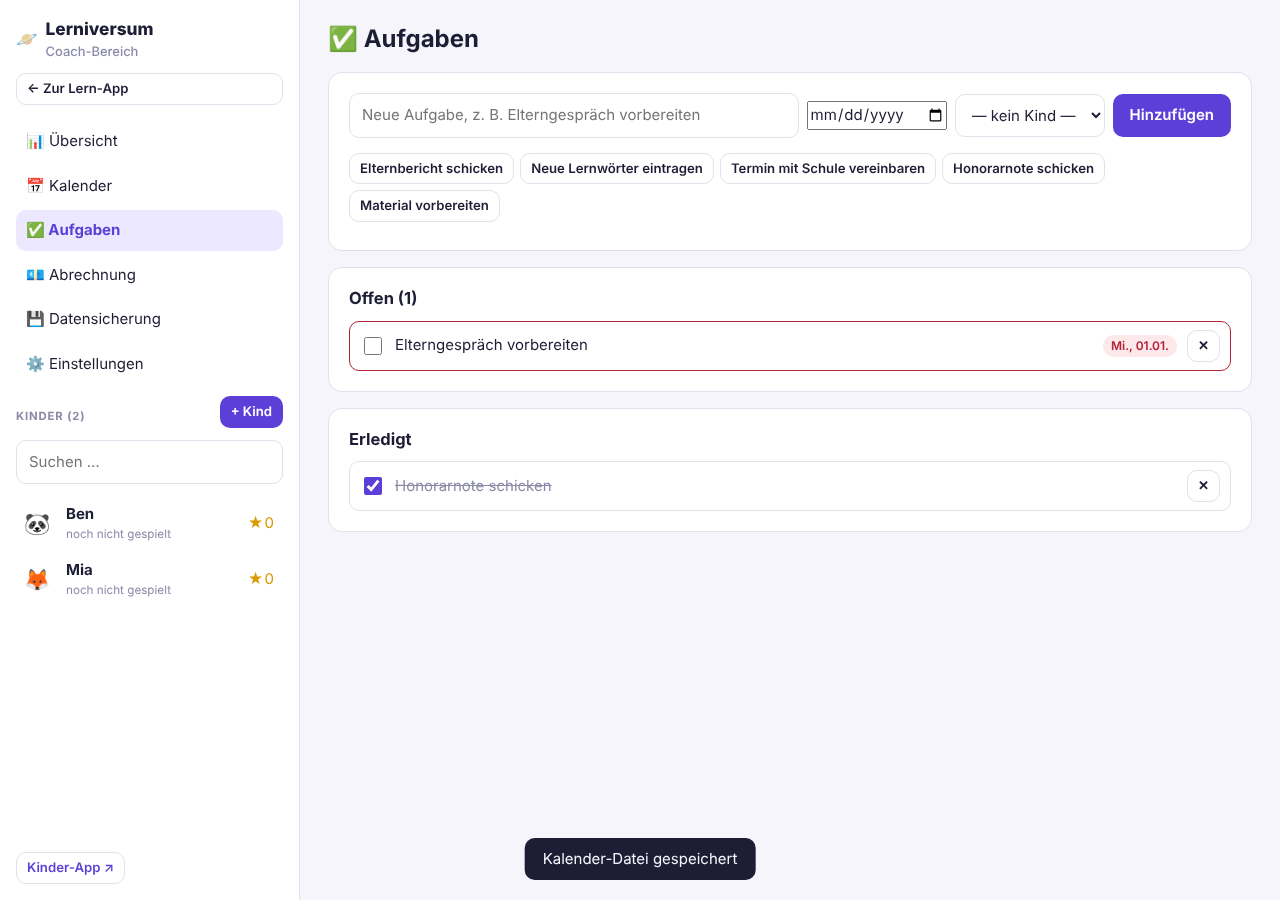 Lerniversum
Coach-Bereich
← Zur Lern-App
Übersicht
Kalender
Aufgaben
Abrechnung
Datensicherung
Einstellungen
KINDER (2)
+ Kind
Suchen ...
Ben
noch nicht gespielt
★ 0
Mia
noch nicht gespielt
★ 0
Kinder-App ↗
✅ Aufgaben
Neue Aufgabe, z. B. Elterngespräch vorbereiten
mm/dd/yyyy
— kein Kind —
Hinzufügen
Elternbericht schicken
Neue Lernwörter eintragen
Termin mit Schule vereinbaren
Honorarnote schicken
Material vorbereiten
Offen (1)
Elterngespräch vorbereiten
Mi., 01.01.
✕
Erledigt
Honorarnote schicken
✕
Kalender-Datei gespeichert